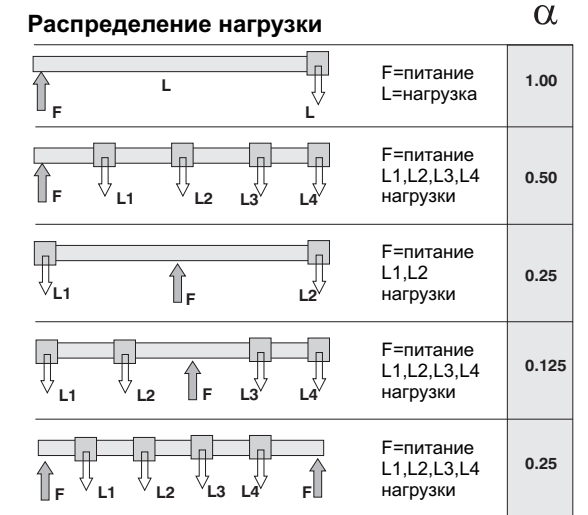 Распределение нагрузки α
F L L F=питание
L=нагрузка 1.00
F L1 L2 L3 L4 F=питание
L1,L2,L3,L4
нагрузки 0.50
L1 F L2 F=питание
L1,L2
нагрузки 0.25
L1 L2 F L3 L4 F=питание
L1,L2,L3,L4
нагрузки 0.125
F L1 L2 L3 L4 F F=питание
L1,L2,L3,L4
нагрузки 0.25